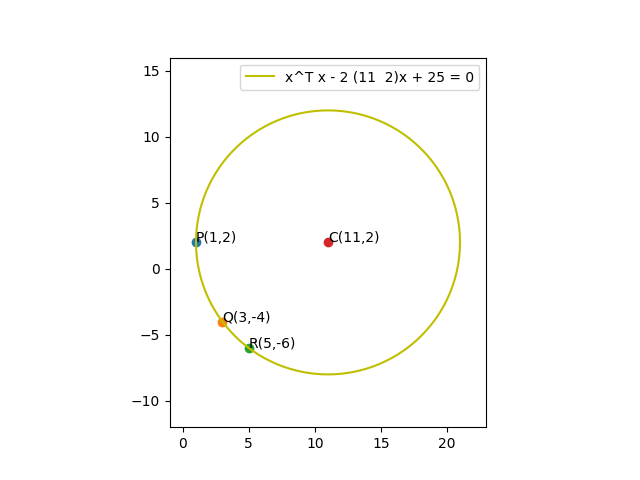 x^T x - 2 (11  2)x + 25 = 0
15
10
5
0
−5
−10
P(1,2)
C(11,2)
Q(3,-4)
R(5,-6)
0
5
10
15
20